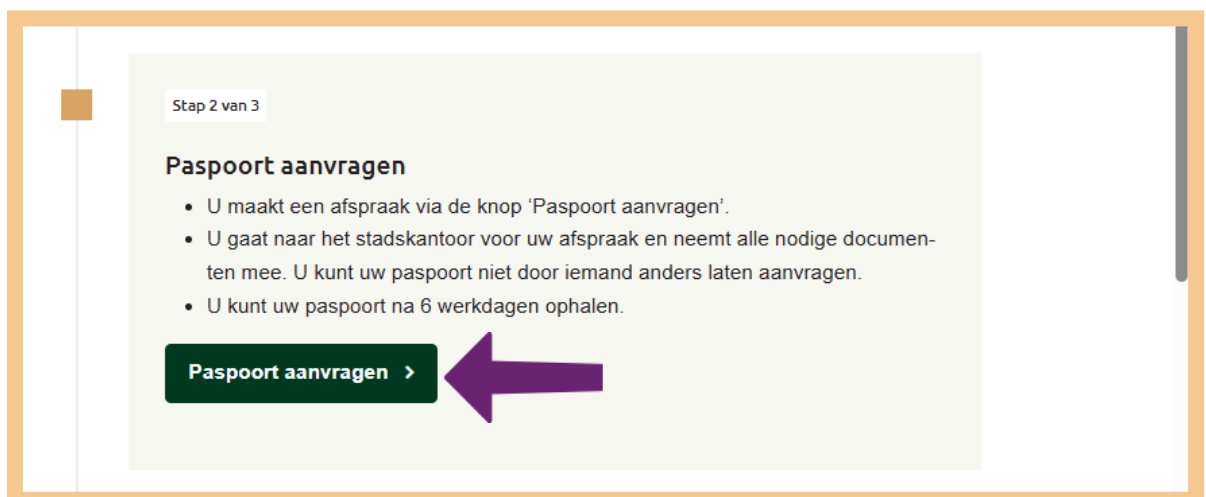 Stap 2 van 3
Paspoort aanvragen
• U maakt een afspraak via de knop ‘Paspoort aanvragen’.
• U gaat naar het stadskantoor voor uw afspraak en neemt alle nodige documen-
ten mee. U kunt uw paspoort niet door iemand anders laten aanvragen.
• U kunt uw paspoort na 6 werkdagen ophalen.
Paspoort aanvragen >